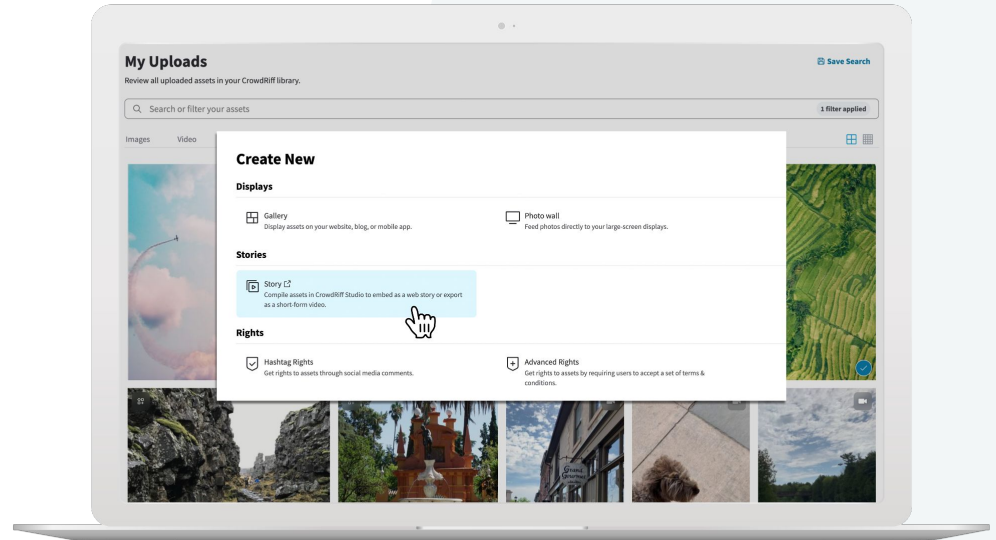 My Uploads
Save Search
Review all uploaded assets in your CrowdRiff library.
Search or filter your assets
1 filter applied
Images Video
Create New
Displays
Gallery
Display assets on your website, blog, or mobile app.
Photo wall
Feed photos directly to your large-screen displays.
Stories
Story
Compile assets in CrowdRiff Studio to embed as a web story or export
as a short-form video.
Rights
Hashtag Rights
Get rights to assets through social media comments.
Advanced Rights
Get rights to assets by requiring users to accept a set of terms &
conditions.
Grand